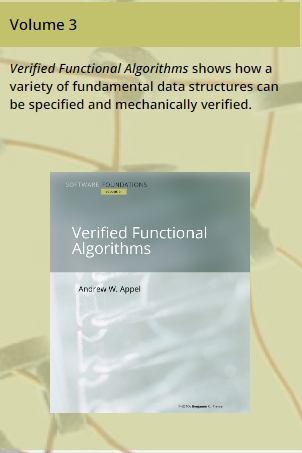 Volume 3
Verified Functional Algorithms shows how a
variety of fundamental data structures can
be specified and mechanically verified.
SOFTWARE FOUNDATIONS
Verified Functional
Algorithms
Andrew W. Appel